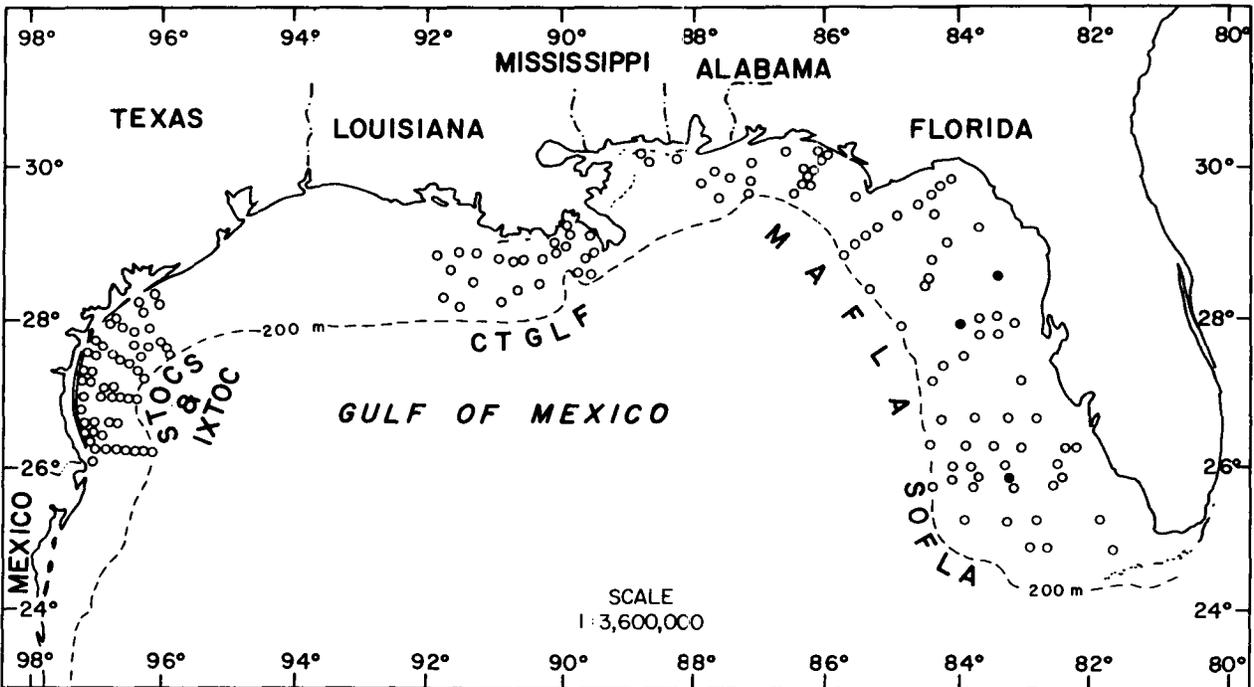 98° 96° 94° 92° 90° 88° 86° 84° 82° 80°
MISSISSIPPI
ALABAMA
TEXAS
LOUISIANA
FLORIDA
30° 30°
MAFLA
28° 28°
200 m
CTGLF
STOCS
&
IXTOC
GULF OF MEXICO
26° 26°
SOFLA
MEXICO
200 m
SCALE
1:3,600,000
24° 24°
98° 96° 94° 92° 90° 88° 86° 84° 82° 80°